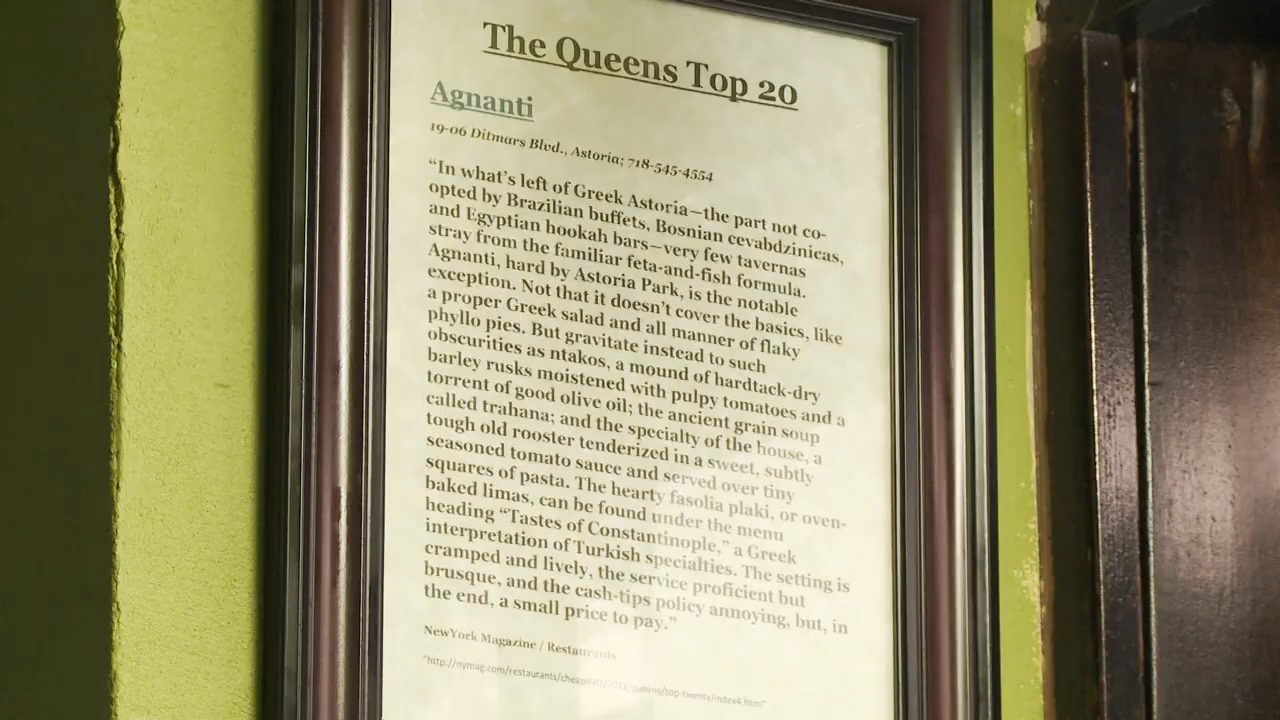 The Queens Top 20
Agnanti
19-06 Ditmars Blvd., Astoria; 718-545-4554
“In what’s left of Greek Astoria—the part not co-
opted by Brazilian buffets, Bosnian cevabdzinicas,
and Egyptian hookah bars—very few tavernas
stray from the familiar feta-and-fish formula.
Agnanti, hard by Astoria Park, is the notable
exception. Not that it doesn’t cover the basics, like
a proper Greek salad and all manner of flaky
phyllo pies. But gravitate instead to such
obscurities as ntakos, a mound of hardtack-dry
barley rusks moistened with pulpy tomatoes and a
torrent of good olive oil; the ancient grain soup
called trahana; and the specialty of the house, a
tough old rooster tenderized in a sweet, subtly
seasoned tomato sauce and served over tiny
squares of pasta. The hearty fasolia plaki, or oven-
baked limas, can be found under the menu
heading “Tastes of Constantinople,” a Greek
interpretation of Turkish specialties. The setting is
cramped and lively, the service proficient but
brusque, and the cash-tips policy annoying, but, in
the end, a small price to pay.”
NewYork Magazine / Restaurants